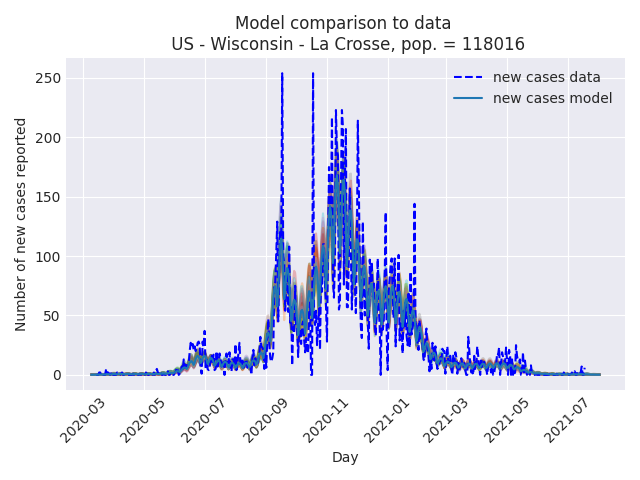 Model comparison to data
US - Wisconsin - La Crosse, pop. = 118016
new cases data
new cases model
Number of new cases reported
250
200
150
100
50
0
2020-03
2020-05
2020-07
2020-09
2020-11
2021-01
2021-03
2021-05
2021-07
Day